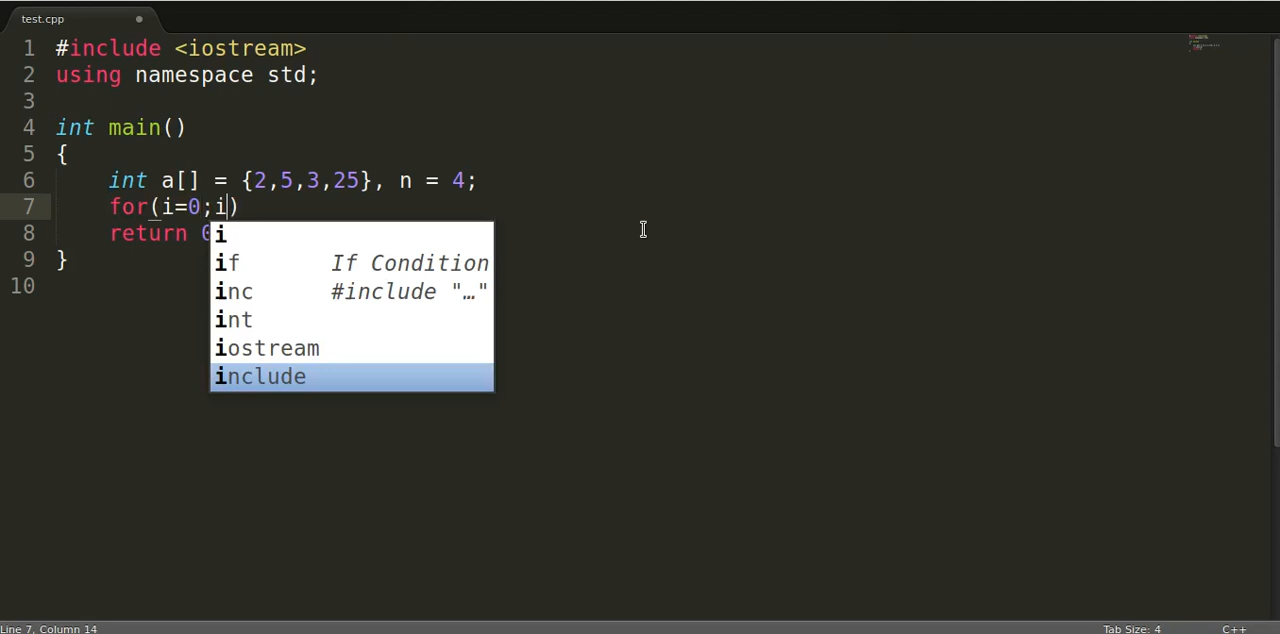 test.cpp
1 #include <iostream>
2 using namespace std;
3
4 int main()
5 {
6 int a[] = {2,5,3,25}, n = 4;
7 for(i=0;i)
8 return 0
i
if If Condition
inc #include "…"
int
iostream
include
9 }
10
Line 7, Column 14
Tab Size: 4
C++